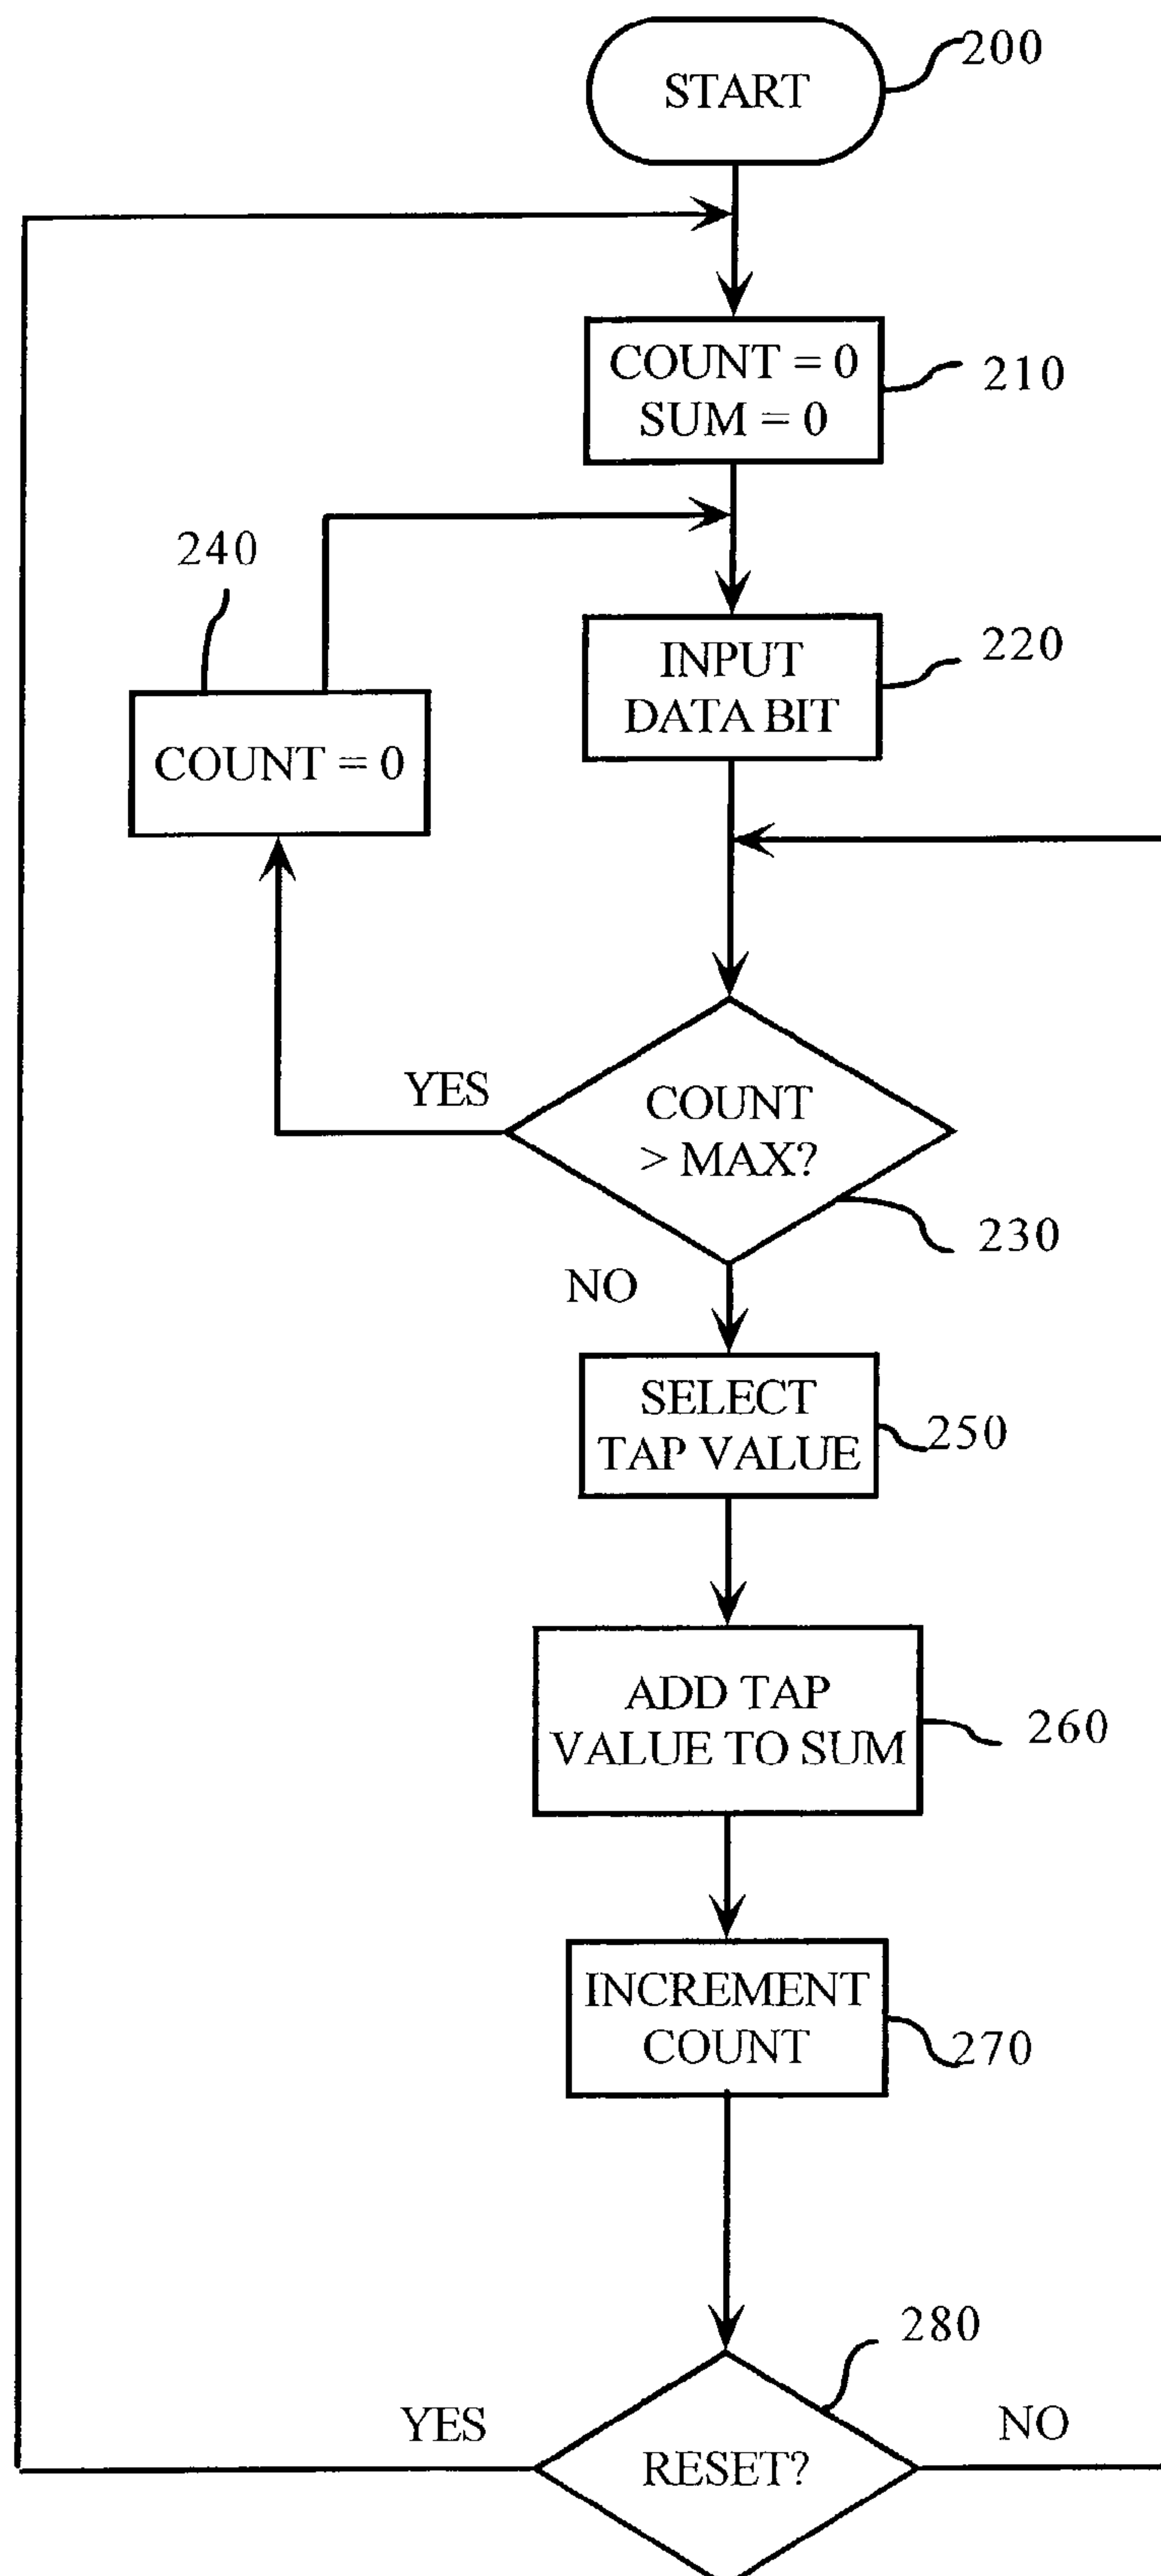 START
200
COUNT = 0
SUM = 0
210
240
INPUT
DATA BIT
220
COUNT = 0
YES
COUNT
> MAX?
230
NO
SELECT
TAP VALUE
250
ADD TAP
VALUE TO SUM
260
INCREMENT
COUNT
270
280
YES
RESET?
NO